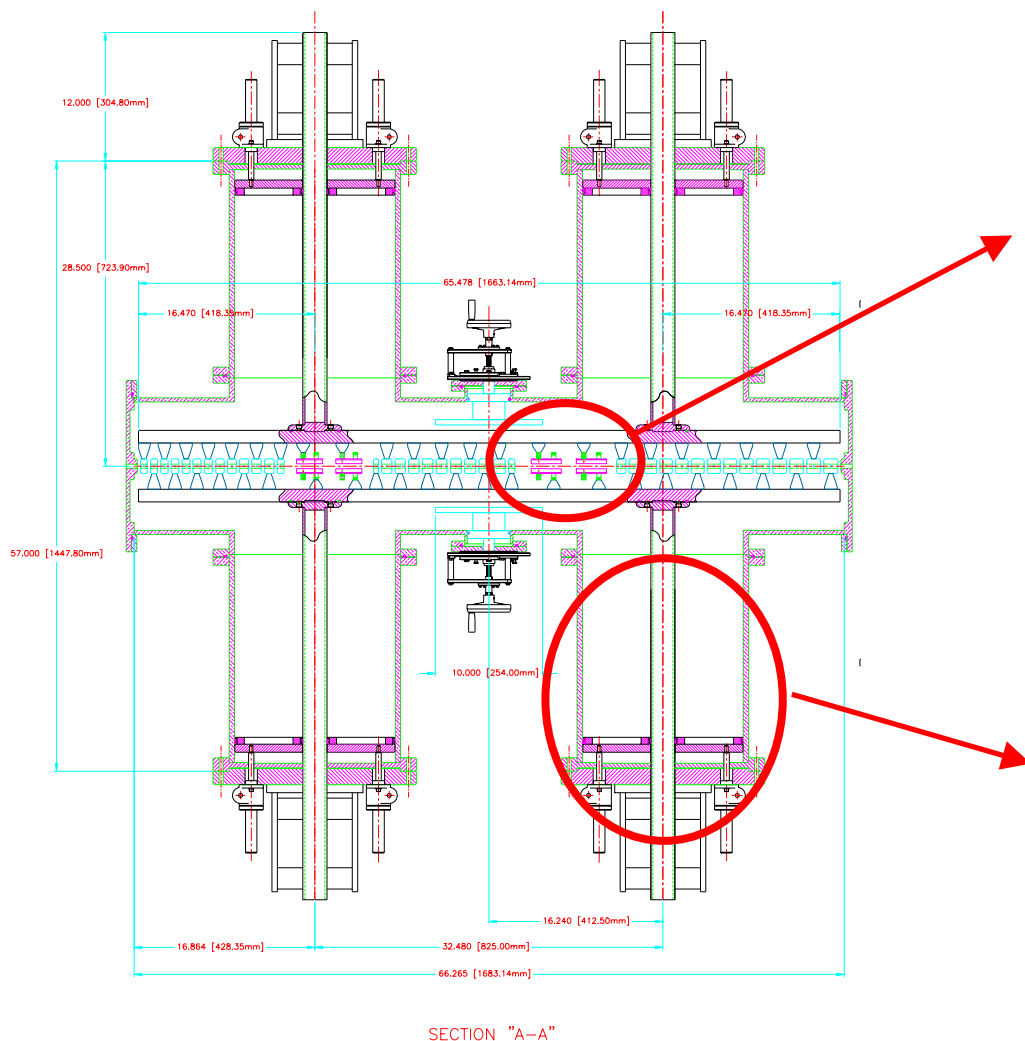 12.000 [304.80mm]
28.500 [723.90mm]
65.478 [1663.14mm]
16.470 [418.35mm]
16.470 [418.35mm]
57.000 [1447.80mm]
10.000 [254.00mm]
16.240 [412.50mm]
16.864 [428.35mm]
32.480 [825.00mm]
66.265 [1683.14mm]
SECTION "A-A"